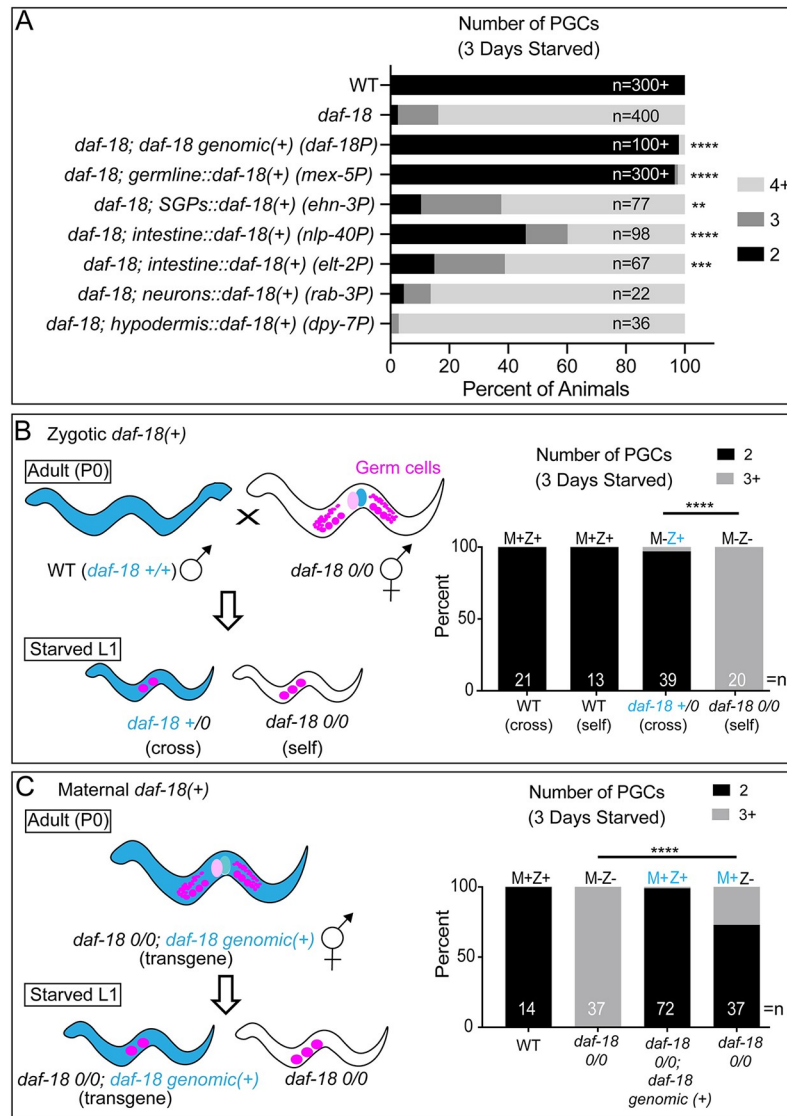 A
Number of PGCs
(3 Days Starved)
WT
n=300+
daf-18
n=400
daf-18; daf-18 genomic(+) (daf-18P)
n=100+
****
daf-18; germline::daf-18(+) (mex-5P)
n=300+
****
daf-18; SGPs::daf-18(+) (ehn-3P)
n=77
**
daf-18; intestine::daf-18(+) (nlp-40P)
n=98
****
daf-18; intestine::daf-18(+) (elt-2P)
n=67
***
daf-18; neurons::daf-18(+) (rab-3P)
n=22
daf-18; hypodermis::daf-18(+) (dpy-7P)
n=36
4+
3
2
0 20 40 60 80 100
Percent of Animals
B Zygotic daf-18(+)
Adult (P0)
Germ cells
WT (daf-18 +/+) ♂
X
daf-18 0/0
Starved L1
daf-18 +/0
(cross)
daf-18 0/0
(self)
Number of PGCs
(3 Days Starved)
2
3+
****
M+Z+ M+Z+ M-Z+ M-Z-
Percent
100
50
0
21 13 39 20 =n
WT
(cross)
WT
(self)
daf-18 +/0
(cross)
daf-18 0/0
(self)
C Maternal daf-18(+)
Adult (P0)
daf-18 0/0; daf-18 genomic(+)
(transgene)
Starved L1
daf-18 0/0; daf-18 genomic(+)
(transgene)
daf-18 0/0
Number of PGCs
(3 Days Starved)
2
3+
****
M+Z+ M-Z- M+Z+ M+Z-
Percent
100
50
0
14 37 72 37 =n
WT
daf-18
0/0
daf-18
0/0;
daf-18
genomic (+)
daf-18
0/0